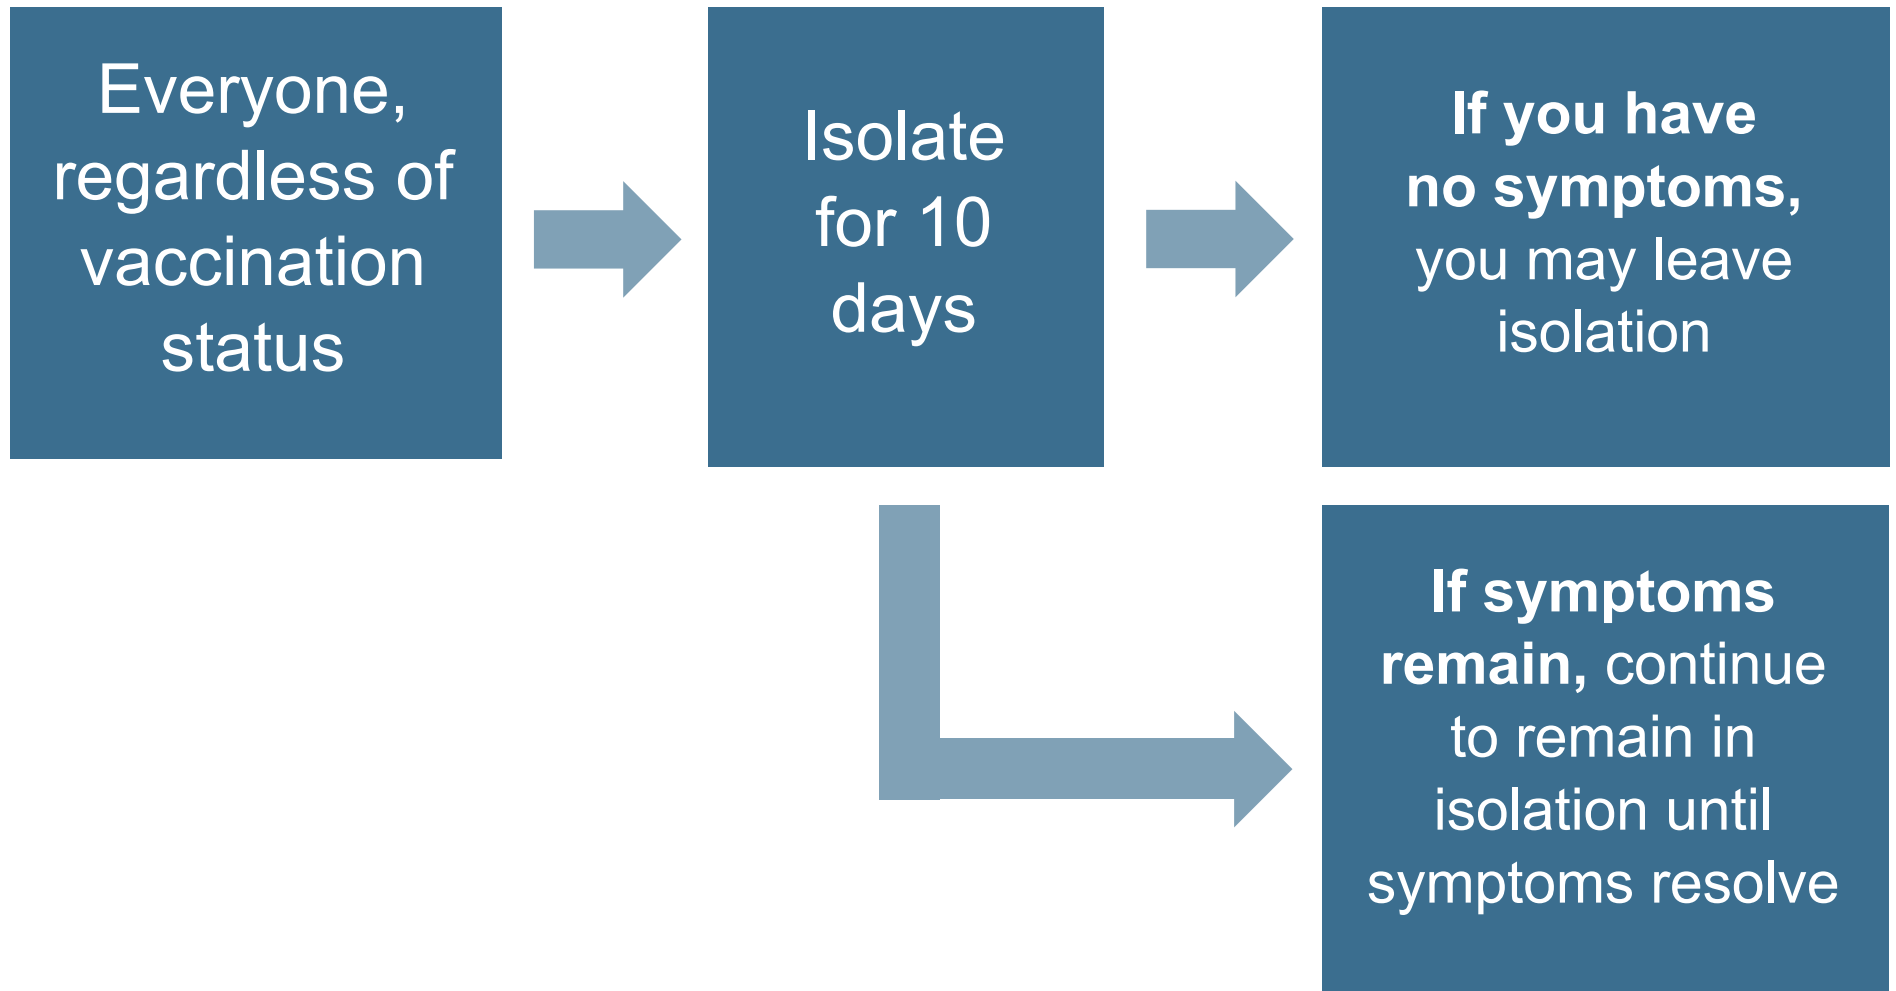 Everyone,
regardless of
vaccination
status
Isolate
for 10
days
If you have
no symptoms,
you may leave
isolation
If symptoms
remain, continue
to remain in
isolation until
symptoms resolve